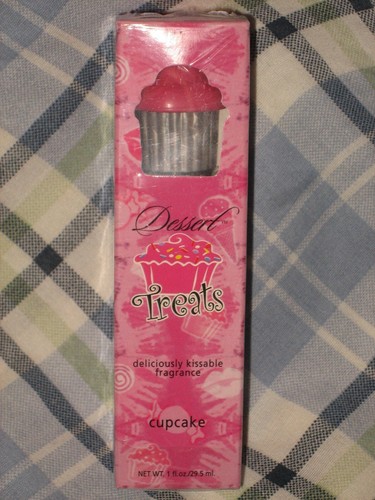 Dessert
Treats
deliciously kissable
fragrance
cupcake
NET WT. 1 fl.oz./29.5 ml.